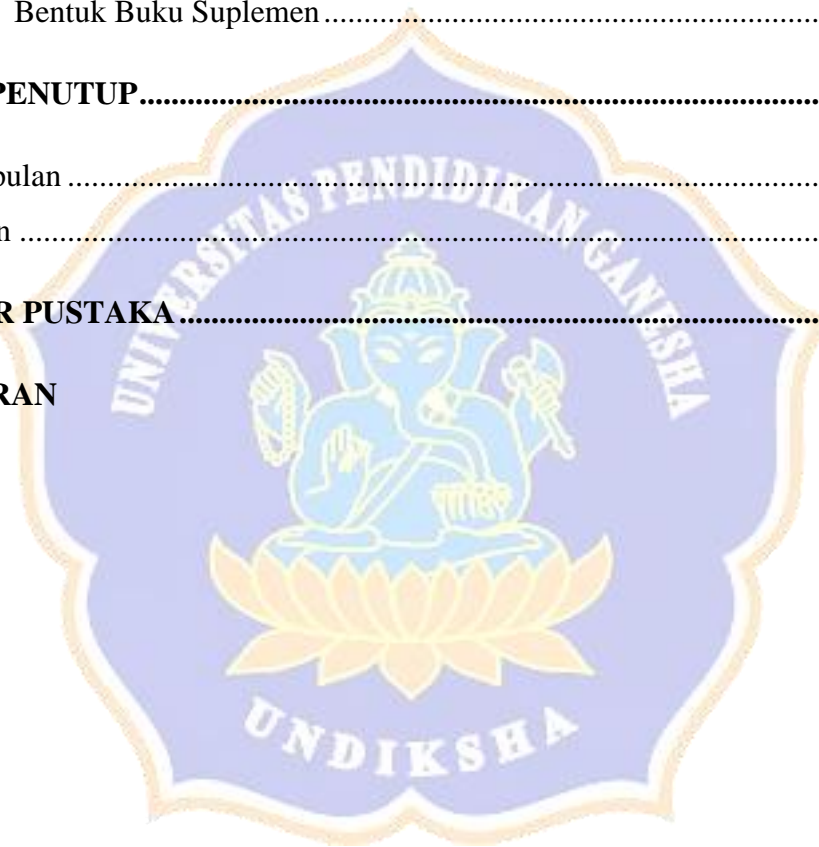 Bentuk Buku Suplemen ..............................................................
PENUTUP.....................................................................................
pulan ..............................................................................................
n ....................................................................................................
R PUSTAKA ................................................................................
RAN
UNIVERSITAS PENDIDIKAN GANESHA
UNDIKSHA